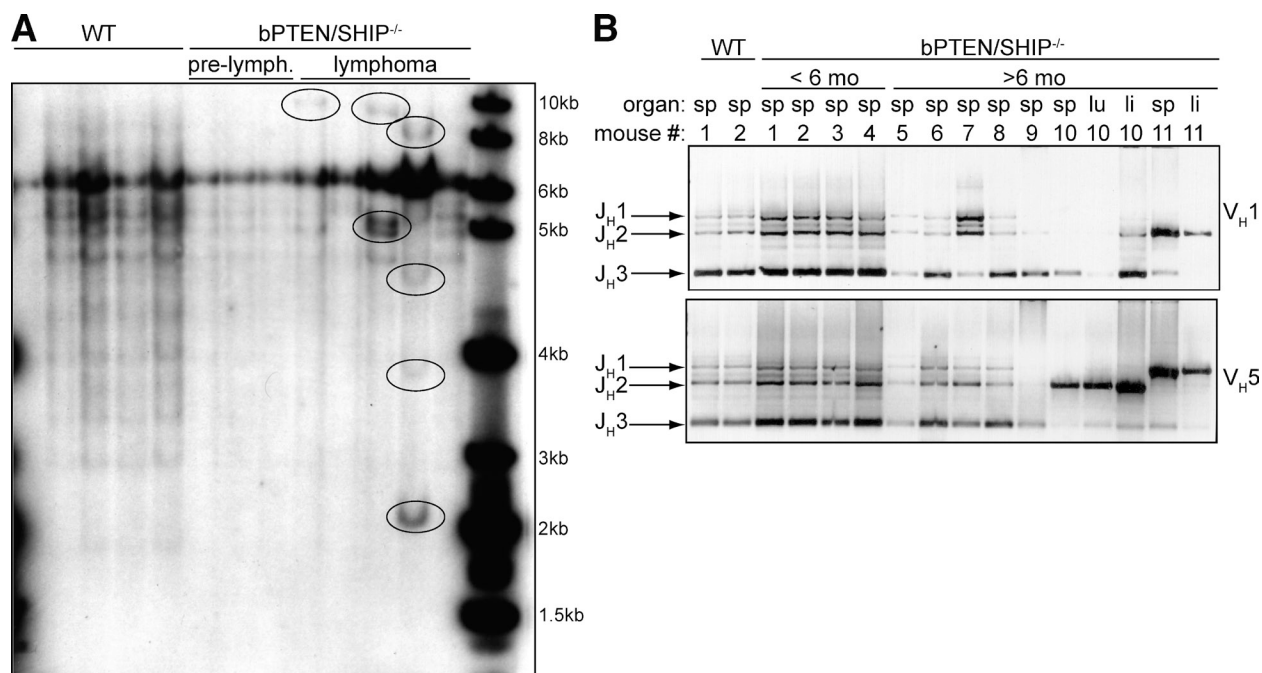 A
WT
bPTEN/SHIP-/-
pre-lymph.
lymphoma
10kb
8kb
6kb
5kb
4kb
3kb
2kb
1.5kb
B
WT
bPTEN/SHIP-/-
< 6 mo
>6 mo
organ: sp sp sp sp sp sp sp sp sp sp sp sp lu li sp li
mouse #: 1 2 1 2 3 4 5 6 7 8 9 10 10 10 11 11
JH1
JH2
JH3
VH1
JH1
JH2
JH3
VH5